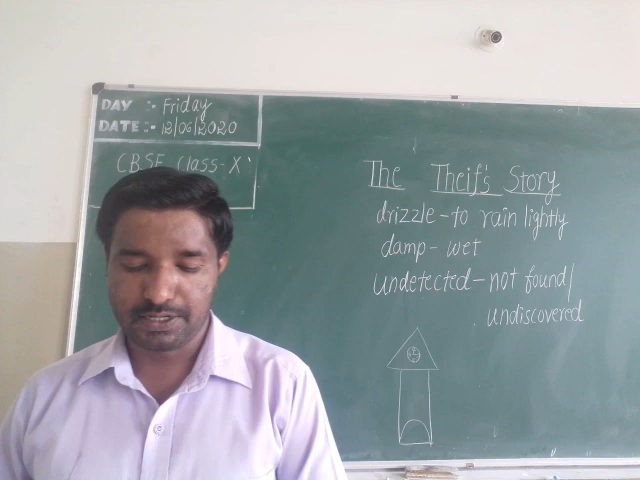 DAY :- Friday
DATE:- 12/06/2020
CBSE Class-X
The Theif's Story
drizzle-to rain lightly
damp - wet
undetected-not found/
undiscovered